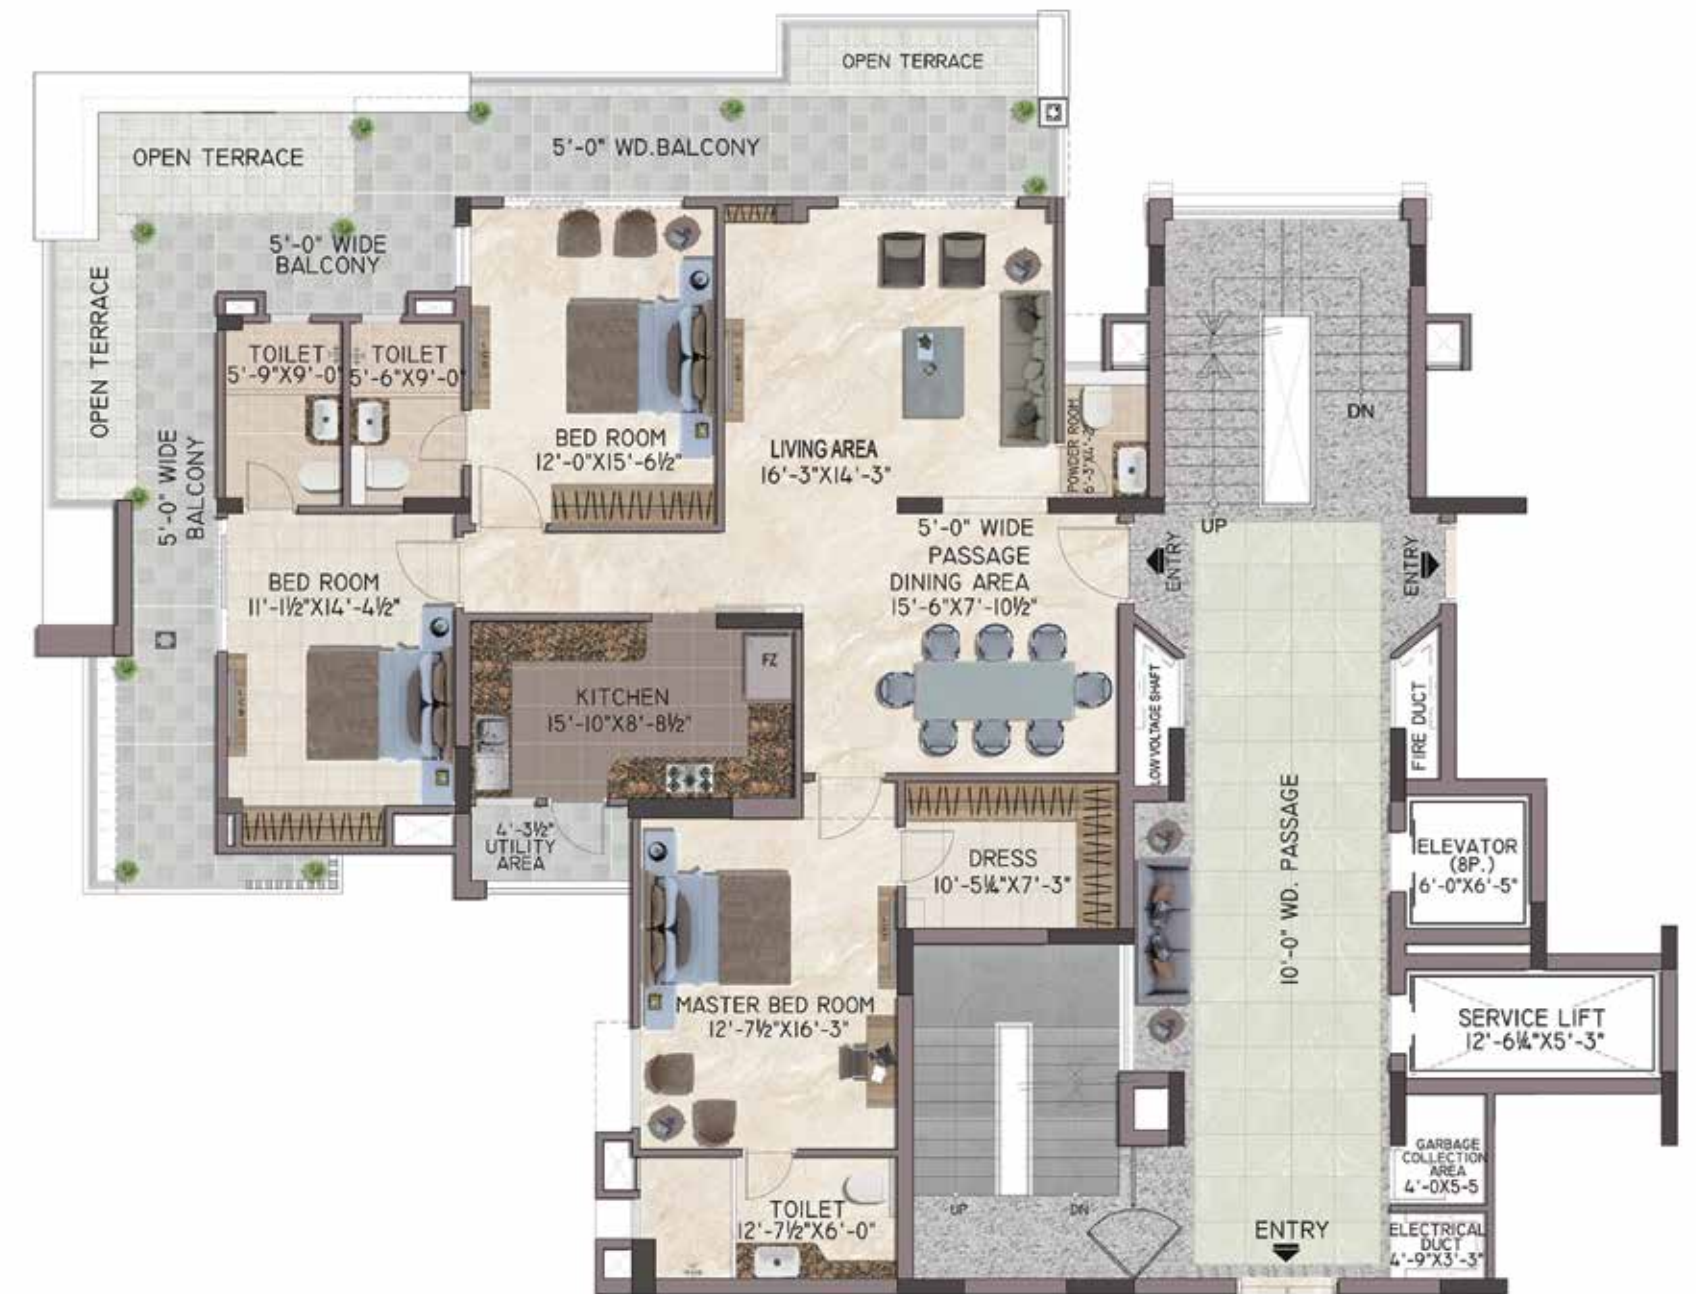 OPEN TERRACE
5'-0" WD.BALCONY
OPEN TERRACE
5'-0" WIDE
BALCONY
OPEN TERRACE
5'-0" WIDE
BALCONY
TOILET
5'-9"X9'-0"
TOILET
5'-6"X9'-0"
BED ROOM
12'-0"X15'-6½"
LIVING AREA
16'-3"X14'-3"
POWDER ROOM
DN
UP
5'-0" WIDE
PASSAGE
DINING AREA
15'-6"X7'-10½"
ENTRY
ENTRY
BED ROOM
11'-1½"X14'-4½"
FZ
KITCHEN
15'-10"X8'-8½"
LOW VOLTAGE SHAFT
FIRE DUCT
4'-3½"
UTILITY
AREA
DRESS
10'-5¼"X7'-3"
10'-0" WD. PASSAGE
ELEVATOR
(8P.)
6'-0"X6'-5"
MASTER BED ROOM
12'-7½"X16'-3"
SERVICE LIFT
12'-6¼"X5'-3"
GARBAGE
COLLECTION
AREA
4'-0X5-5
TOILET
12'-7½"X6'-0"
UP
DN
ENTRY
ELECTRICAL
DUCT
4'-9"X3'-3"